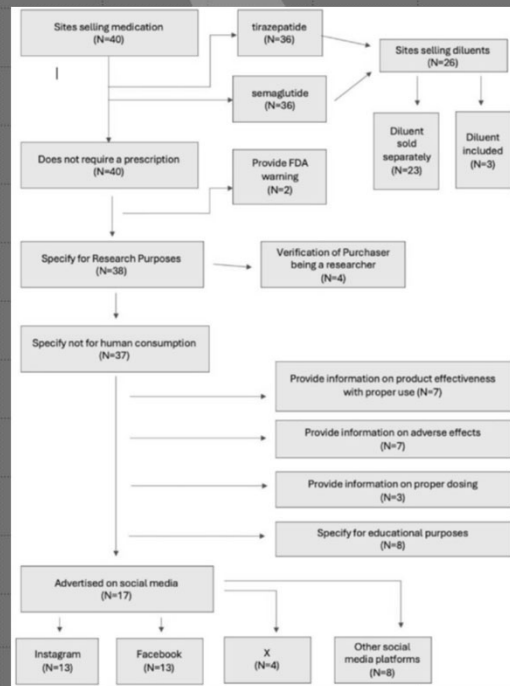 Sites selling medication
(N=40)
tirazepatide
(N=36)
Sites selling diluents
(N=26)
semaglutide
(N=36)
Diluent
sold
separately
(N=23)
Diluent
included
(N=3)
Does not require a prescription
(N=40)
Provide FDA
warning
(N=2)
Specify for Research Purposes
(N=38)
Verification of Purchaser
being a researcher
(N=4)
Specify not for human consumption
(N=37)
Provide information on product effectiveness
with proper use (N=7)
Provide information on adverse effects
(N=7)
Provide information on proper dosing
(N=3)
Specify for educational purposes
(N=8)
Advertised on social media
(N=17)
Instagram
(N=13)
Facebook
(N=13)
X
(N=4)
Other social
media platforms
(N=8)